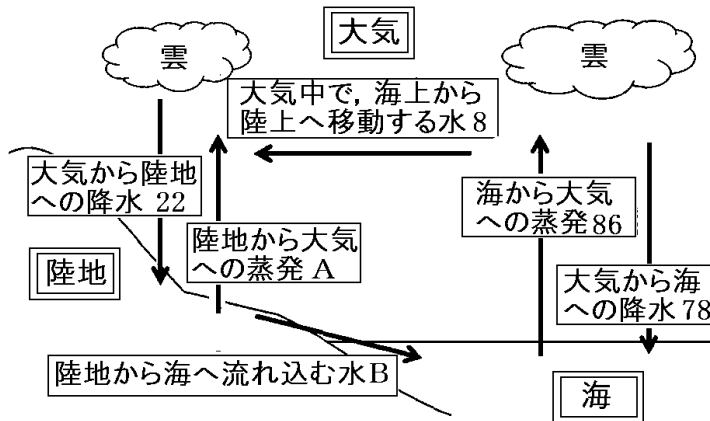 大気
雲
雲
大気中で,海上から
陸上へ移動する水8
大気から陸地
への降水 22
海から大気
への蒸発86
陸地から大気
への蒸発 A
陸地
大気から海
への降水78
陸地から海へ流れ込む水B
海